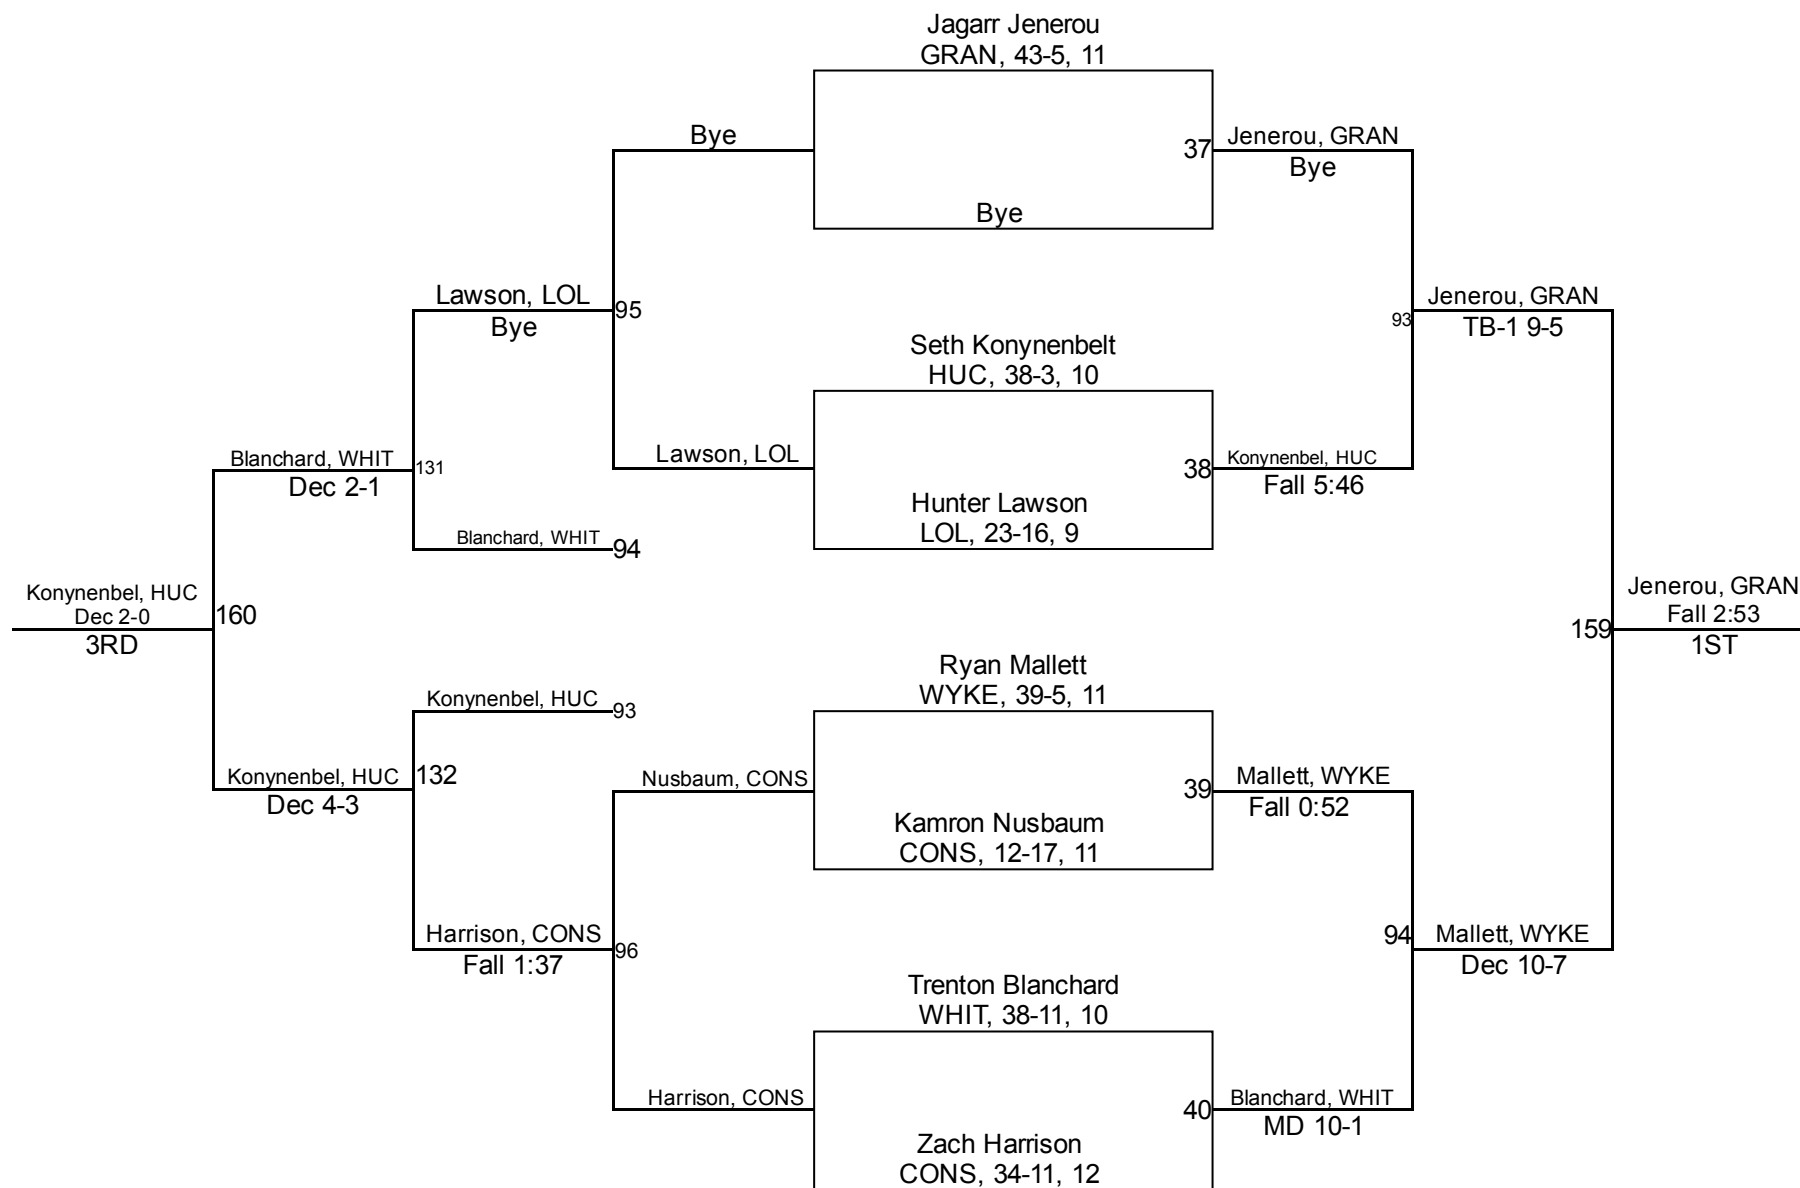 Jagarr Jenerou
GRAN, 43-5, 11
Bye
37
Jenerou, GRAN
Bye
Bye
Lawson, LOL
Bye
95
Jenerou, GRAN
TB-1 9-5
93
Seth Konynenbelt
HUC, 38-3, 10
Lawson, LOL
38
Konynenbel, HUC
Fall 5:46
Blanchard, WHIT
Dec 2-1
131
Hunter Lawson
LOL, 23-16, 9
Blanchard, WHIT
94
Konynenbel, HUC
Dec 2-0
3RD
160
159
Jenerou, GRAN
Fall 2:53
1ST
Ryan Mallett
WYKE, 39-5, 11
Konynenbel, HUC
93
Konynenbel, HUC
Dec 4-3
132
Nusbaum, CONS
39
Mallett, WYKE
Fall 0:52
Kamron Nusbaum
CONS, 12-17, 11
Harrison, CONS
Fall 1:37
96
94
Mallett, WYKE
Dec 10-7
Trenton Blanchard
WHIT, 38-11, 10
Harrison, CONS
40
Blanchard, WHIT
MD 10-1
Zach Harrison
CONS, 34-11, 12